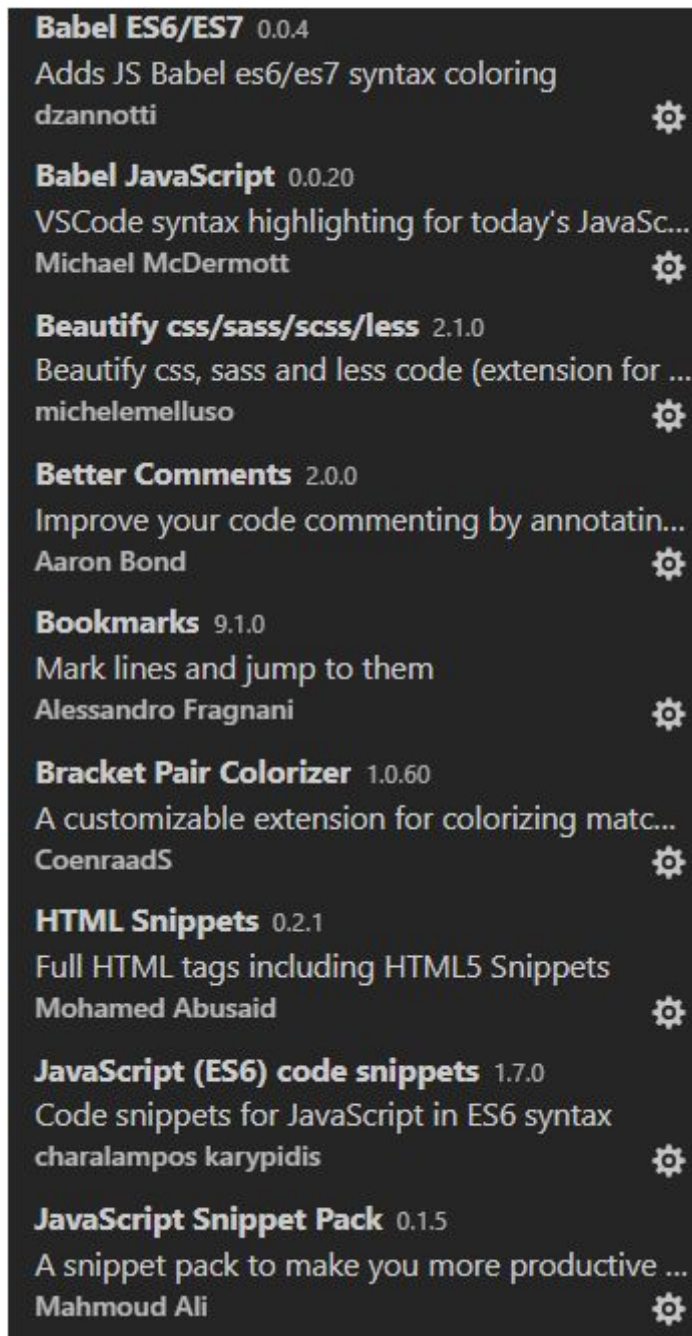 Babel ES6/ES7 0.0.4
Adds JS Babel es6/es7 syntax coloring
dzannotti
Babel JavaScript 0.0.20
VSCode syntax highlighting for today's JavaSc...
Michael McDermott
Beautify css/sass/scss/less 2.1.0
Beautify css, sass and less code (extension for ...
michelemelluso
Better Comments 2.0.0
Improve your code commenting by annotatin...
Aaron Bond
Bookmarks 9.1.0
Mark lines and jump to them
Alessandro Fragnani
Bracket Pair Colorizer 1.0.60
A customizable extension for colorizing matc...
CoenraadS
HTML Snippets 0.2.1
Full HTML tags including HTML5 Snippets
Mohamed Abusaid
JavaScript (ES6) code snippets 1.7.0
Code snippets for JavaScript in ES6 syntax
charalampos karypidis
JavaScript Snippet Pack 0.1.5
A snippet pack to make you more productive ...
Mahmoud Ali